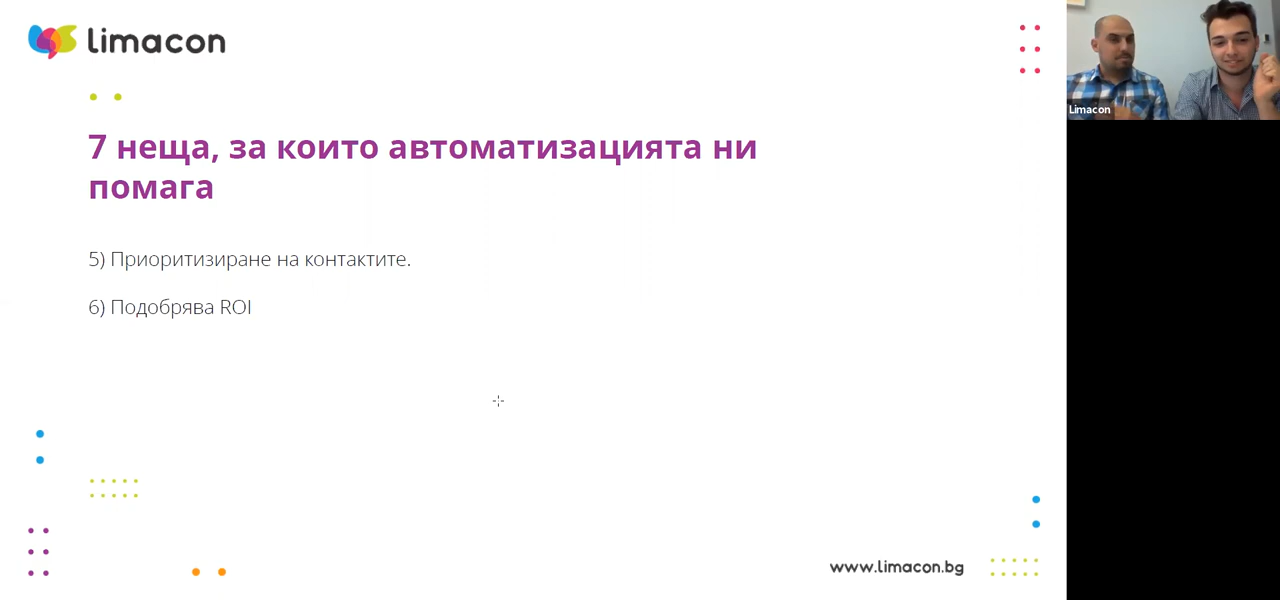 limacon
Limacon
7 неща, за които автоматизацията ни
помага
5) Приоритизиране на контактите.
6) Подобрява ROI
www.limacon.bg